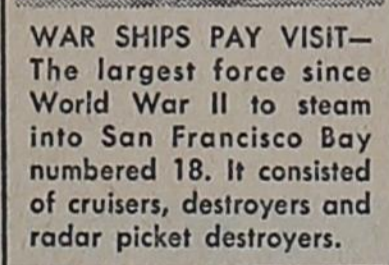 WAR SHIPS PAY VISIT—
The largest force since
World War II to steam
into San Francisco Bay
numbered 18. It consisted
of cruisers, destroyers and
radar picket destroyers.